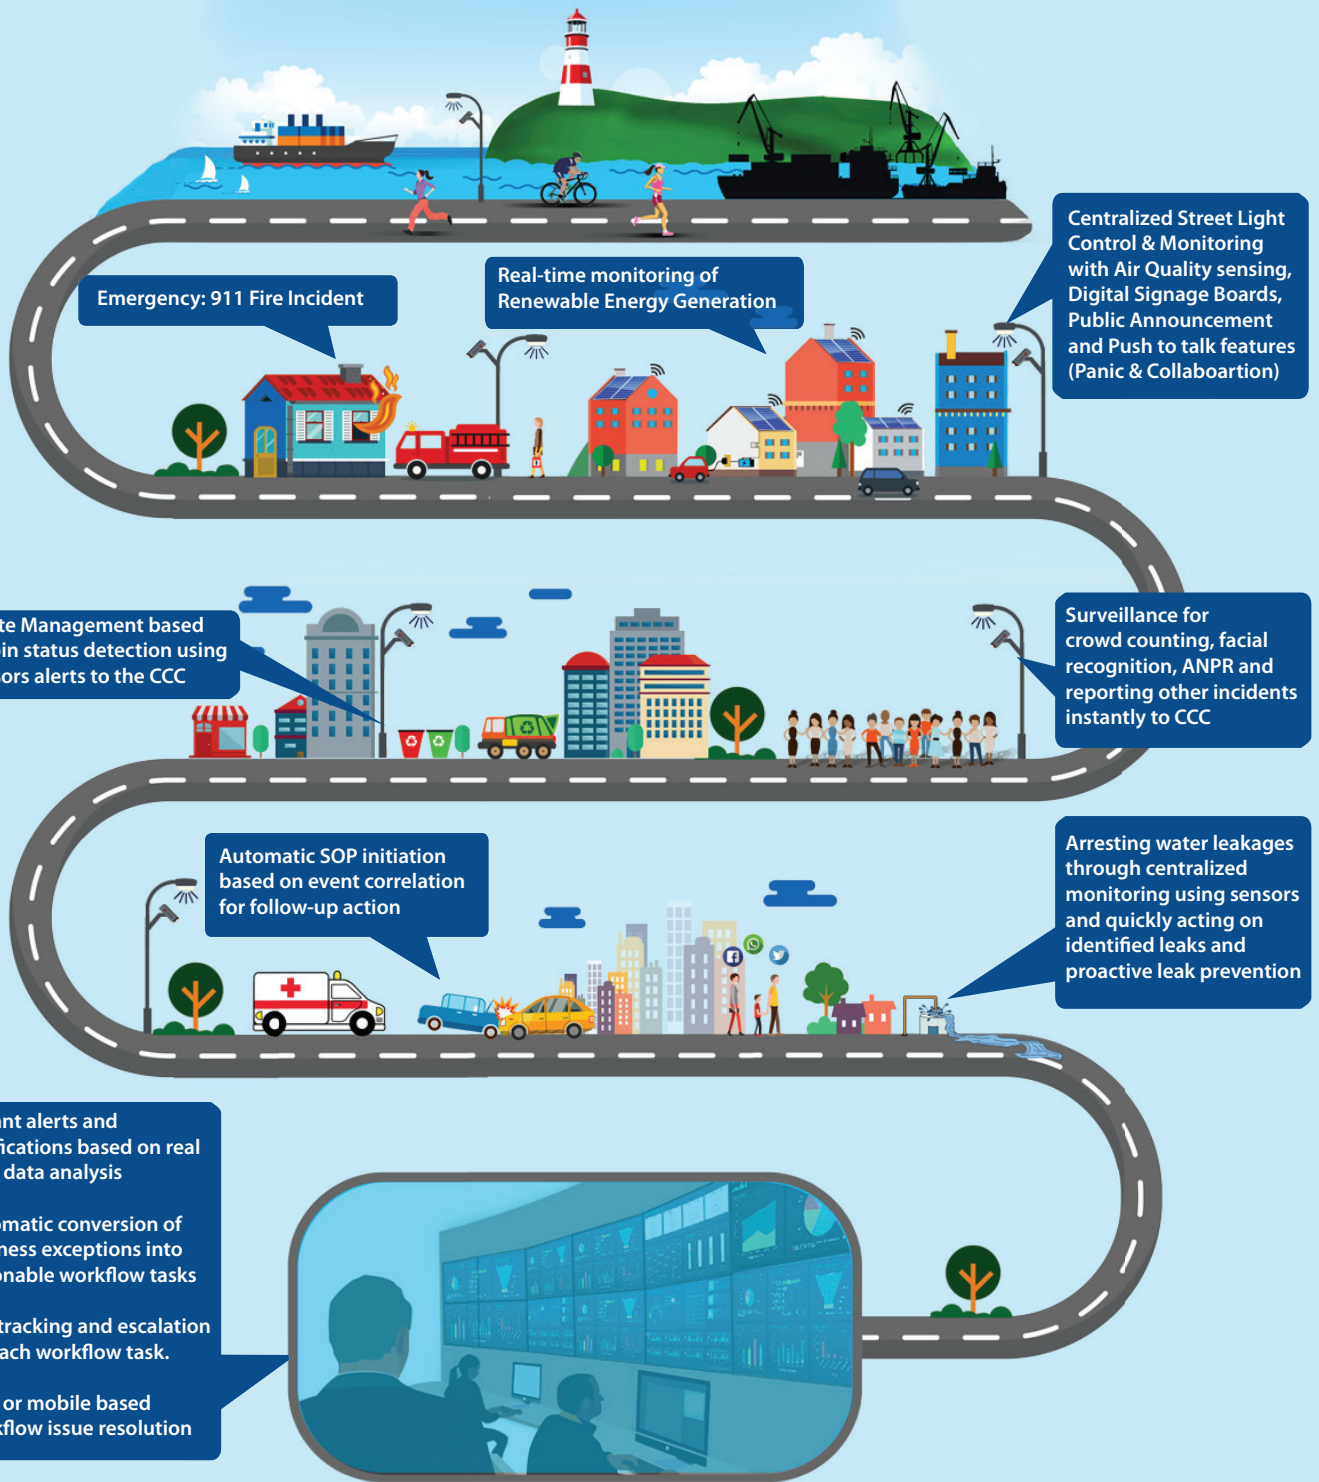 Centralized Street Light
Control & Monitoring
with Air Quality sensing,
Digital Signage Boards,
Public Announcement
and Push to talk features
(Panic & Collaboartion)
Emergency: 911 Fire Incident
Real-time monitoring of
Renewable Energy Generation
te Management based
in status detection using
sors alerts to the CCC
Surveillance for
crowd counting, facial
recognition, ANPR and
reporting other incidents
instantly to CCC
Automatic SOP initiation
based on event correlation
for follow-up action
Arresting water leakages
through centralized
monitoring using sensors
and quickly acting on
identified leaks and
proactive leak prevention
ant alerts and
fications based on real
data analysis
omatic conversion of
ness exceptions into
onable workflow tasks
tracking and escalation
ach workflow task.
or mobile based
kflow issue resolution